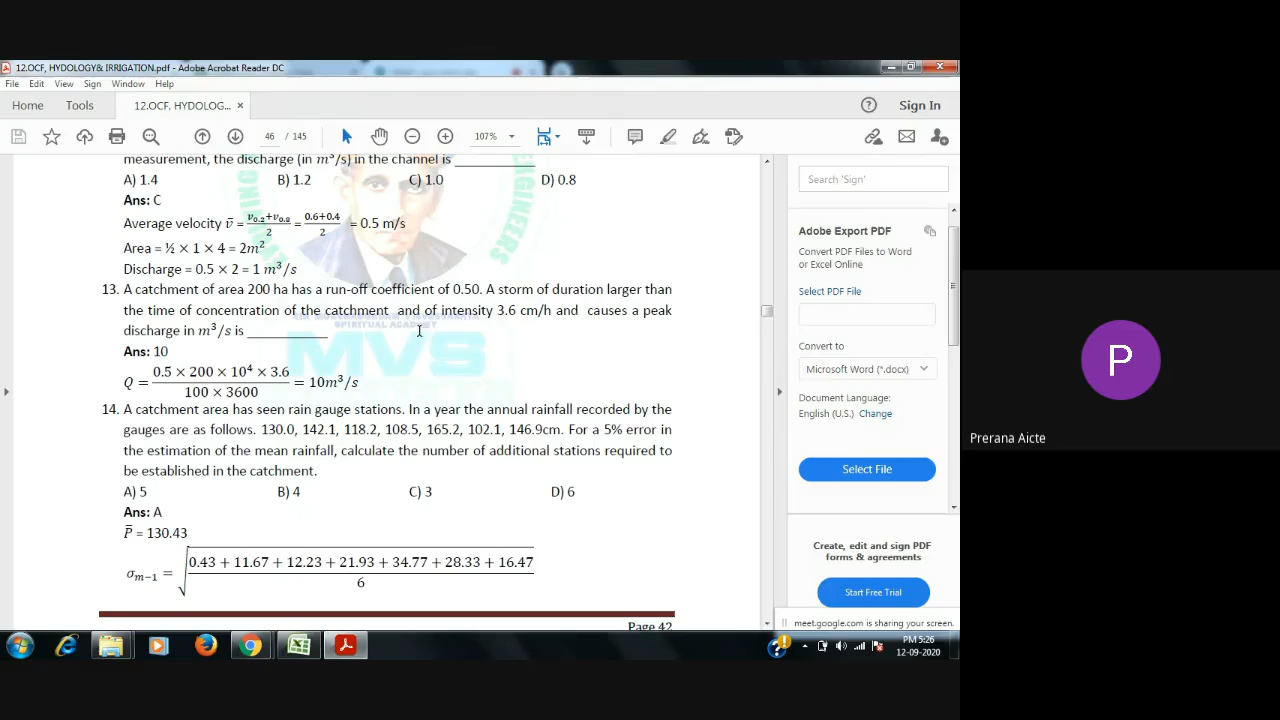 12.OCF, HYDOLOGY& IRRIGATION.pdf - Adobe Acrobat Reader DC
File Edit View Sign Window Help
Home Tools 12.OCF, HYDOLOG... × Sign In
46 / 145 107%
measurement, the discharge (in m³/s) in the channel is ____________
A) 1.4 B) 1.2 C) 1.0 D) 0.8
Ans: C
Average velocity v̄ = (v₀.₂+v₀.₈)/2 = (0.6+0.4)/2 = 0.5 m/s
Area = ½ × 1 × 4 = 2m²
Discharge = 0.5 × 2 = 1 m³/s
13. A catchment of area 200 ha has a run-off coefficient of 0.50. A storm of duration larger than
the time of concentration of the catchment and of intensity 3.6 cm/h and causes a peak
discharge in m³/s is ____________
SPIRITUAL ACADEMY
MVS
Ans: 10
Q = (0.5 × 200 × 10⁴ × 3.6)/(100 × 3600) = 10m³/s
14. A catchment area has seen rain gauge stations. In a year the annual rainfall recorded by the
gauges are as follows. 130.0, 142.1, 118.2, 108.5, 165.2, 102.1, 146.9cm. For a 5% error in
the estimation of the mean rainfall, calculate the number of additional stations required to
be established in the catchment.
A) 5 B) 4 C) 3 D) 6
Ans: A
P̄ = 130.43
σₘ₋₁ = √((0.43 + 11.67 + 12.23 + 21.93 + 34.77 + 28.33 + 16.47)/6)
Page 42
Search 'Sign'
Adobe Export PDF
Convert PDF Files to Word
or Excel Online
Select PDF File
Convert to
Microsoft Word (*.docx)
Document Language:
English (U.S.) Change
Select File
Create, edit and sign PDF
forms & agreements
Start Free Trial
meet.google.com is sharing your screen.
PM 5:26
12-09-2020
P
Prerana Aicte